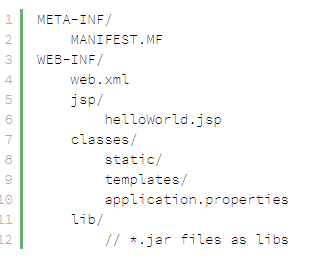 1 META-INF/
2     MANIFEST.MF
3 WEB-INF/
4     web.xml
5     jsp/
6         helloWorld.jsp
7     classes/
8         static/
9         templates/
10         application.properties
11     lib/
12         // *.jar files as libs